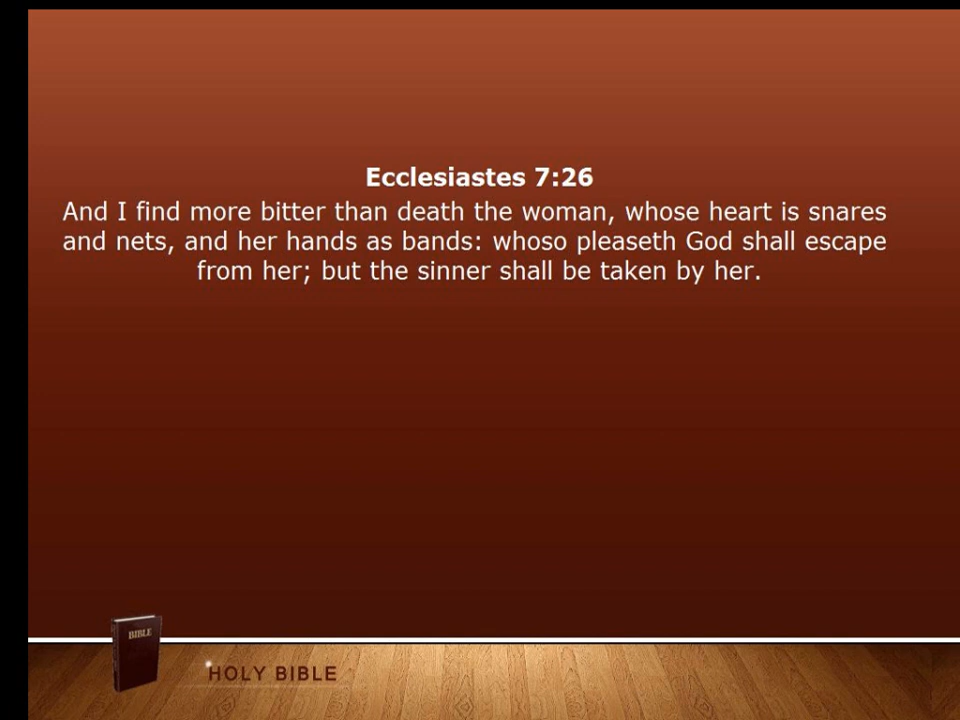 Ecclesiastes 7:26
And I find more bitter than death the woman, whose heart is snares
and nets, and her hands as bands: whoso pleaseth God shall escape
from her; but the sinner shall be taken by her.
BIBLE
HOLY BIBLE